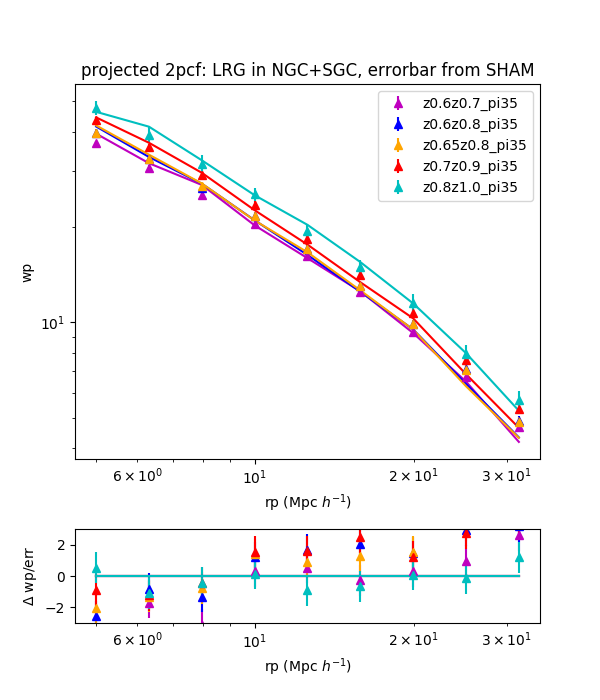 projected 2pcf: LRG in NGC+SGC, errorbar from SHAM
z0.6z0.7_pi35
z0.6z0.8_pi35
z0.65z0.8_pi35
z0.7z0.9_pi35
z0.8z1.0_pi35
wp
10¹
6 × 10⁰
10¹
2 × 10¹
3 × 10¹
rp (Mpc h⁻¹)
Δ wp/err
2
0
−2
6 × 10⁰
10¹
2 × 10¹
3 × 10¹
rp (Mpc h⁻¹)